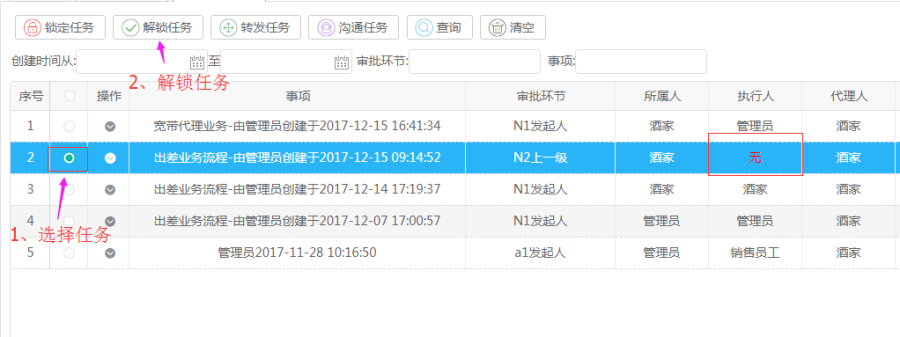 锁定任务 解锁任务 转发任务 沟通任务 查询 清空
创建时间从: 至 审批环节: 事项:
2、解锁任务
序号 操作 事项 审批环节 所属人 执行人 代理人
1 宽带代理业务-由管理员创建于2017-12-15 16:41:34 N1发起人 酒家 管理员 酒家
2 出差业务流程-由管理员创建于2017-12-15 09:14:52 N2上一级 酒家 无 酒家
3 出差业务流程-由管理员创建于2017-12-14 17:19:37 N1发起人 酒家 酒家 酒家
4 出差业务流程-由管理员创建于2017-12-07 17:00:57 N1发起人 管理员 管理员 酒家
1、选择任务
5 管理员2017-11-28 10:16:50 a1发起人 管理员 销售员工 酒家